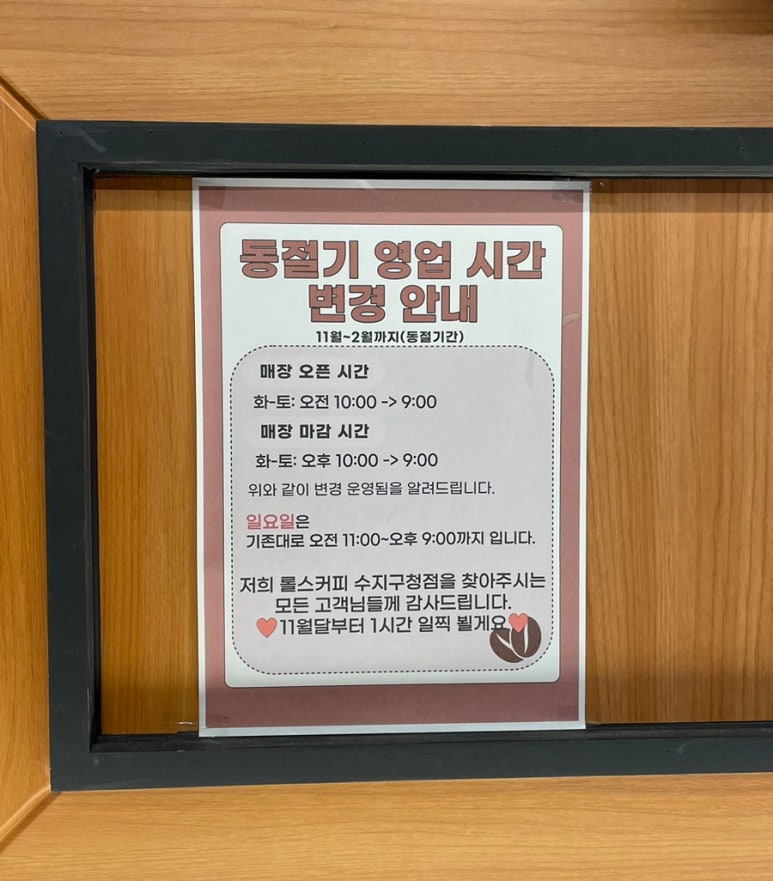 동절기 영업 시간
변경 안내
11월~2월까지(동절기간)
매장 오픈 시간
화-토: 오전 10:00 -> 9:00
매장 마감 시간
화-토: 오후 10:00 -> 9:00
위와 같이 변경 운영됨을 알려드립니다.
일요일은
기존대로 오전 11:00~오후 9:00까지 입니다.
저희 롤스커피 수지구청점을 찾아주시는
모든 고객님들께 감사드립니다.
❤️11월달부터 1시간 일찍 뵐게요❤️